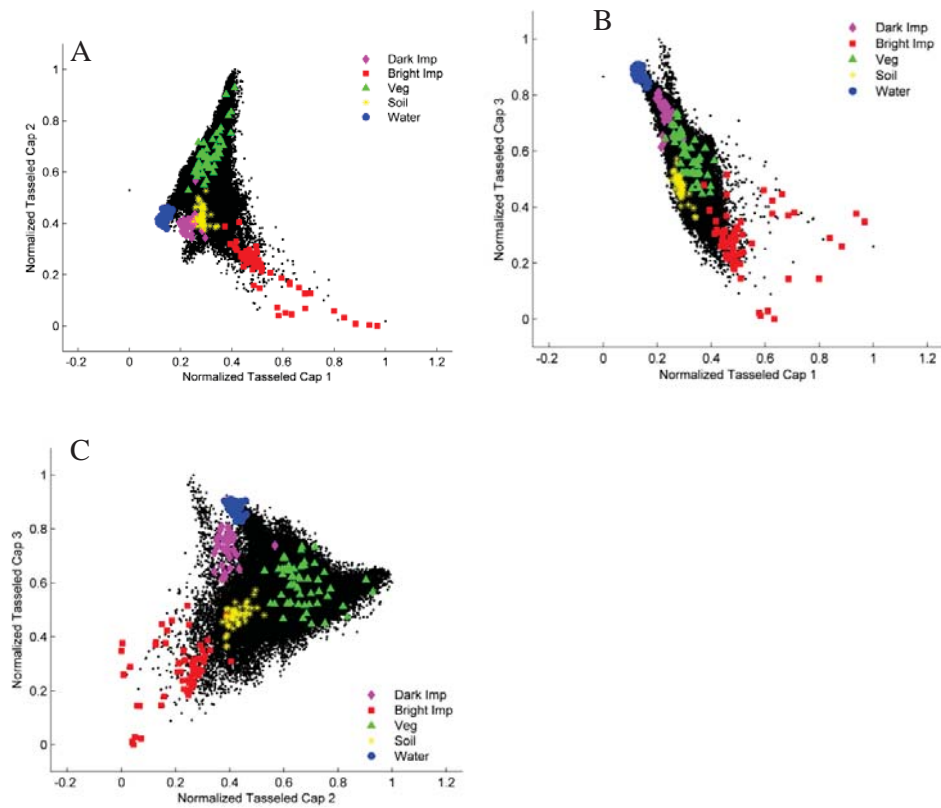 A
Dark Imp
Bright Imp
Veg
Soil
Water
Normalized Tasseled Cap 2
1
0.8
0.6
0.4
0.2
0
-0.2 0 0.2 0.4 0.6 0.8 1 1.2
Normalized Tasseled Cap 1
B
Dark Imp
Bright Imp
Veg
Soil
Water
Normalized Tasseled Cap 3
1
0.8
0.6
0.4
0.2
0
-0.2 0 0.2 0.4 0.6 0.8 1 1.2
Normalized Tasseled Cap 1
C
Normalized Tasseled Cap 3
1
0.8
0.6
0.4
0.2
0
Dark Imp
Bright Imp
Veg
Soil
Water
-0.2 0 0.2 0.4 0.6 0.8 1 1.2
Normalized Tasseled Cap 2